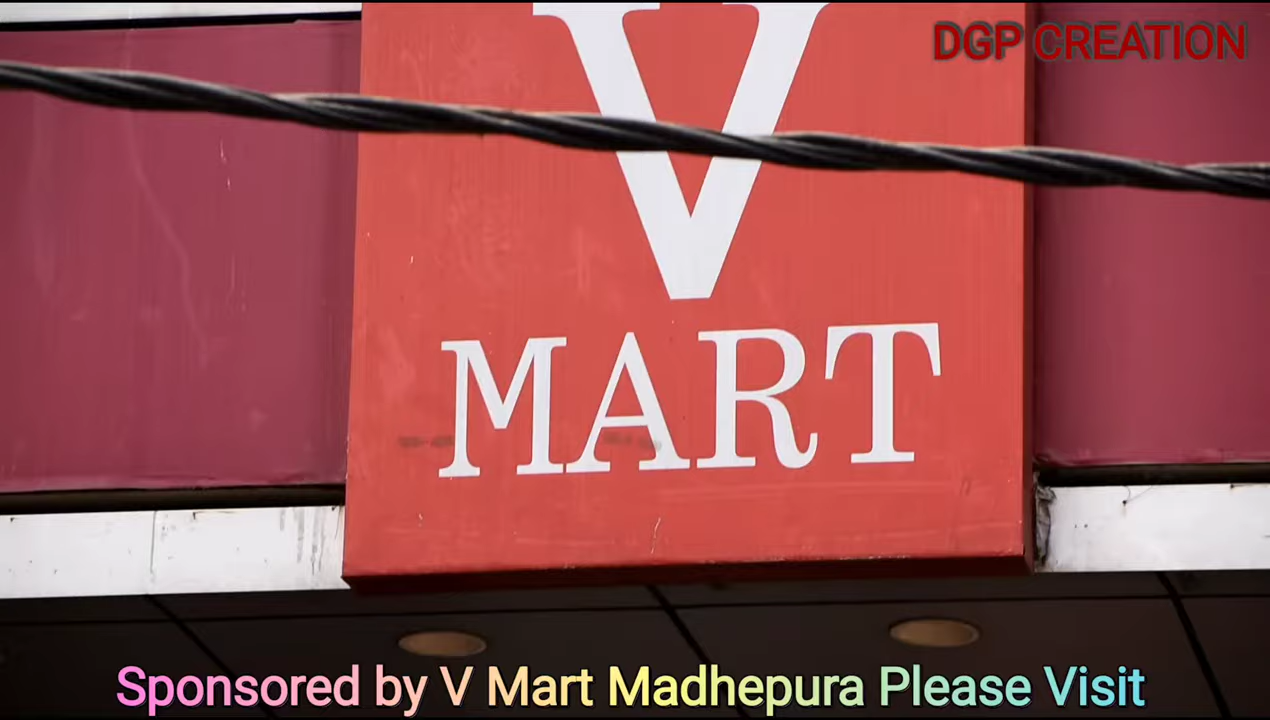 DGP CREATION
V
MART
Sponsored by V Mart Madhepura Please Visit